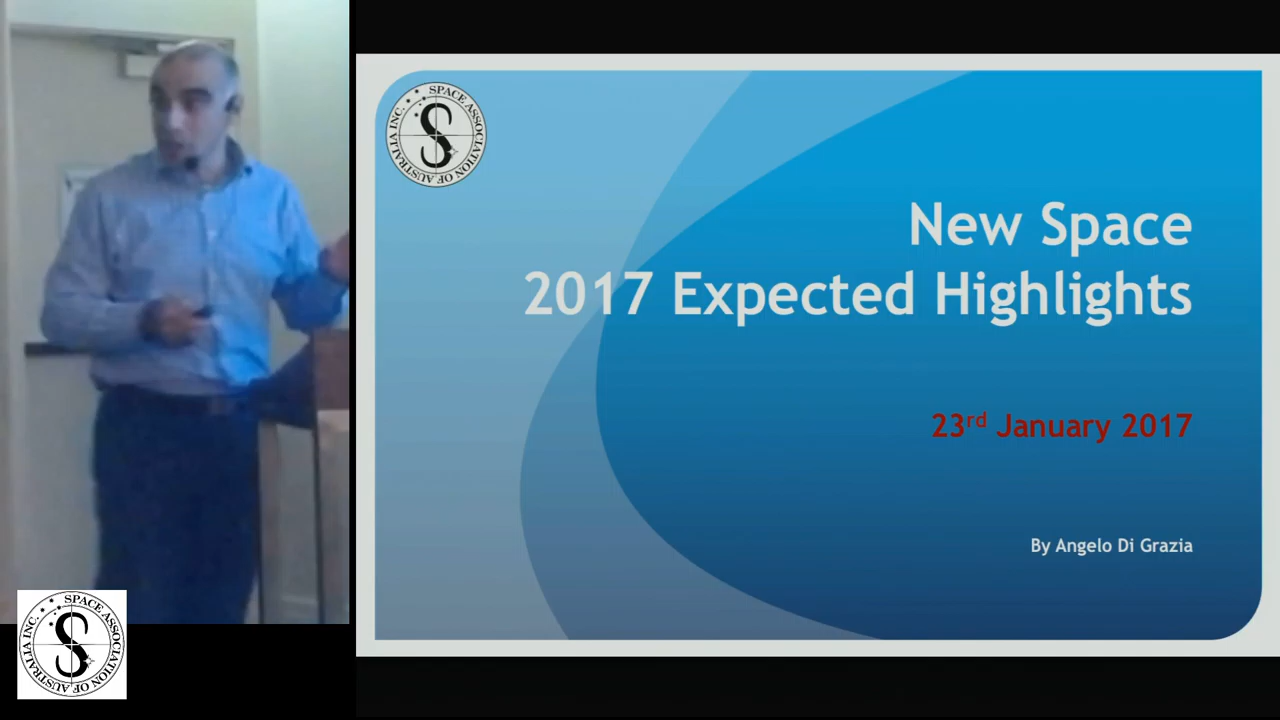 SPACE ASSOCIATION OF AUSTRALIA INC.
S
New Space
2017 Expected Highlights
23rd January 2017
By Angelo Di Grazia
SPACE ASSOCIATION OF AUSTRALIA INC.
S